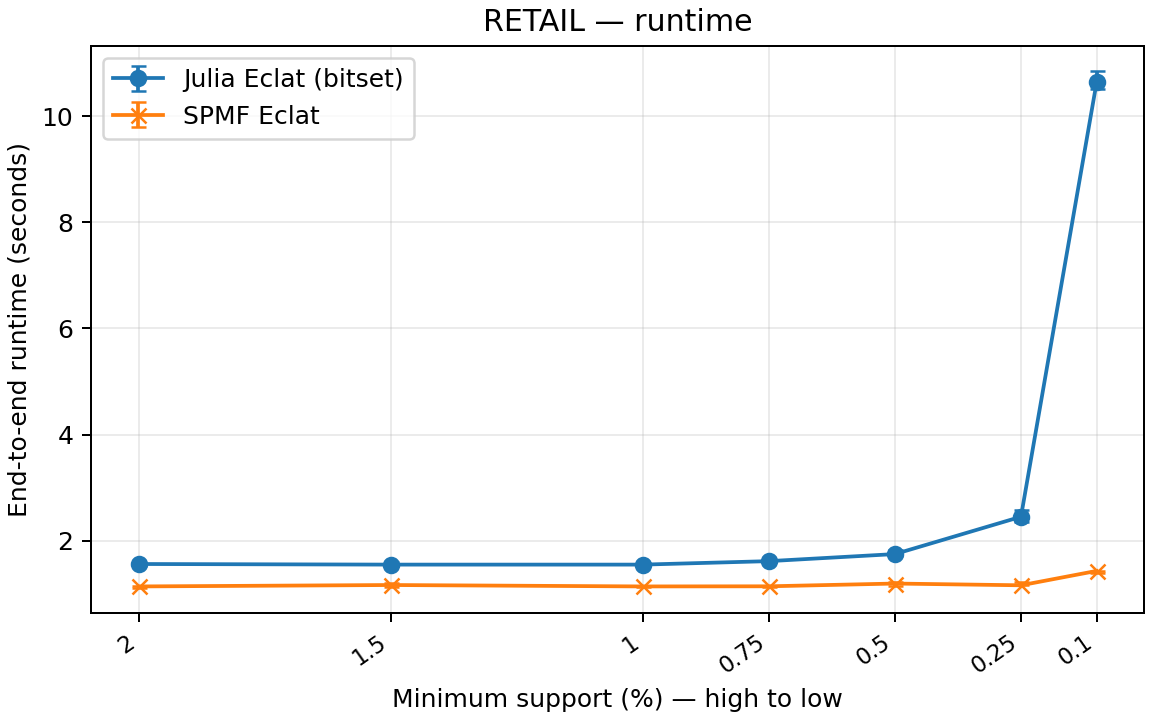 RETAIL — runtime
Julia Eclat (bitset)
SPMF Eclat
End-to-end runtime (seconds)
10
8
6
4
2
2
1.5
1
0.75
0.5
0.25
0.1
Minimum support (%) — high to low